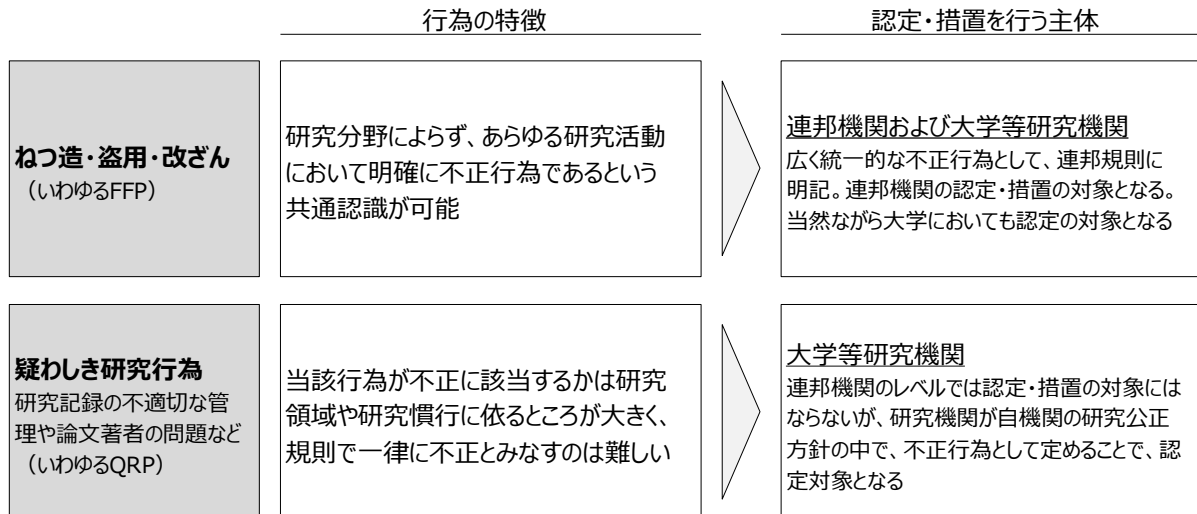 行為の特徴
認定・措置を行う主体
ねつ造・盗用・改ざん
（いわゆるFFP）
研究分野によらず、あらゆる研究活動
において明確に不正行為であるという
共通認識が可能
連邦機関および大学等研究機関
広く統一的な不正行為として、連邦規則に
明記。連邦機関の認定・措置の対象となる。
当然ながら大学においても認定の対象となる
疑わしき研究行為
研究記録の不適切な管
理や論文著者の問題など
（いわゆるQRP）
当該行為が不正に該当するかは研究
領域や研究慣行に依るところが大きく、
規則で一律に不正とみなすのは難しい
大学等研究機関
連邦機関のレベルでは認定・措置の対象には
ならないが、研究機関が自機関の研究公正
方針の中で、不正行為として定めることで、認
定対象となる